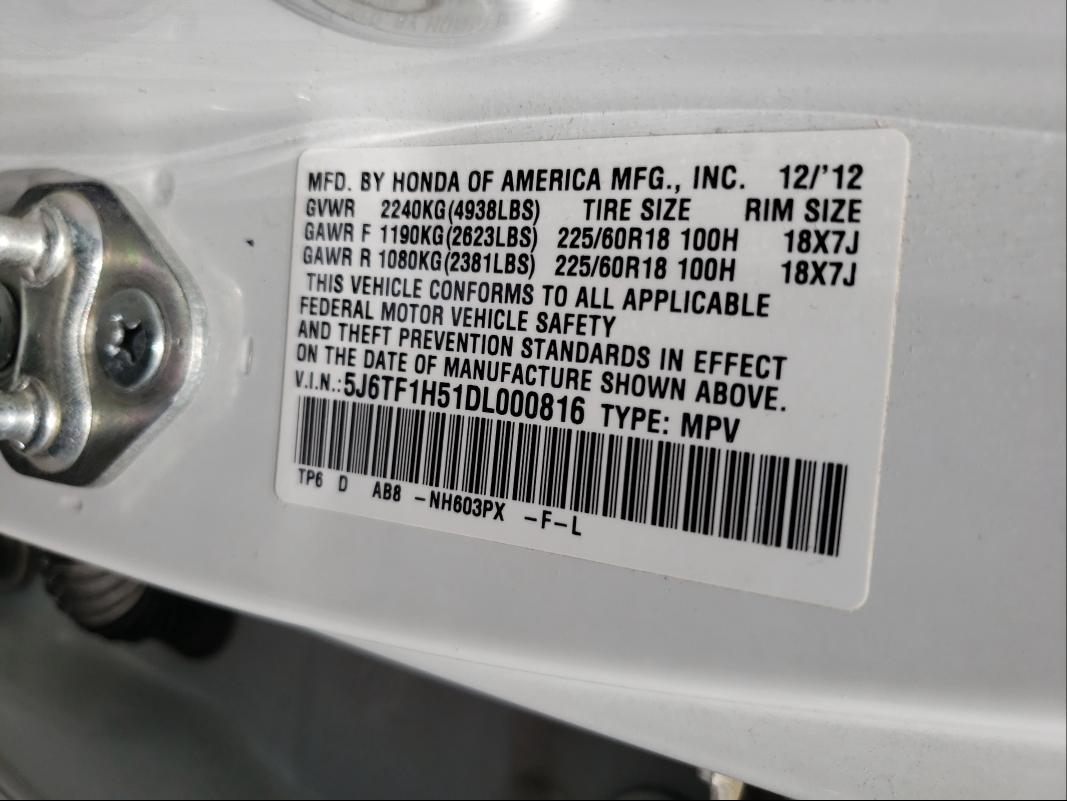 MFD. BY HONDA OF AMERICA MFG., INC. 12/'12
GVWR 2240KG(4938LBS) TIRE SIZE RIM SIZE
GAWR F 1190KG(2623LBS) 225/60R18 100H 18X7J
GAWR R 1080KG(2381LBS) 225/60R18 100H 18X7J
THIS VEHICLE CONFORMS TO ALL APPLICABLE
FEDERAL MOTOR VEHICLE SAFETY
AND THEFT PREVENTION STANDARDS IN EFFECT
ON THE DATE OF MANUFACTURE SHOWN ABOVE.
V.I.N.:5J6TF1H51DL000816 TYPE: MPV
TP6 D AB8 -NH603PX -F-L